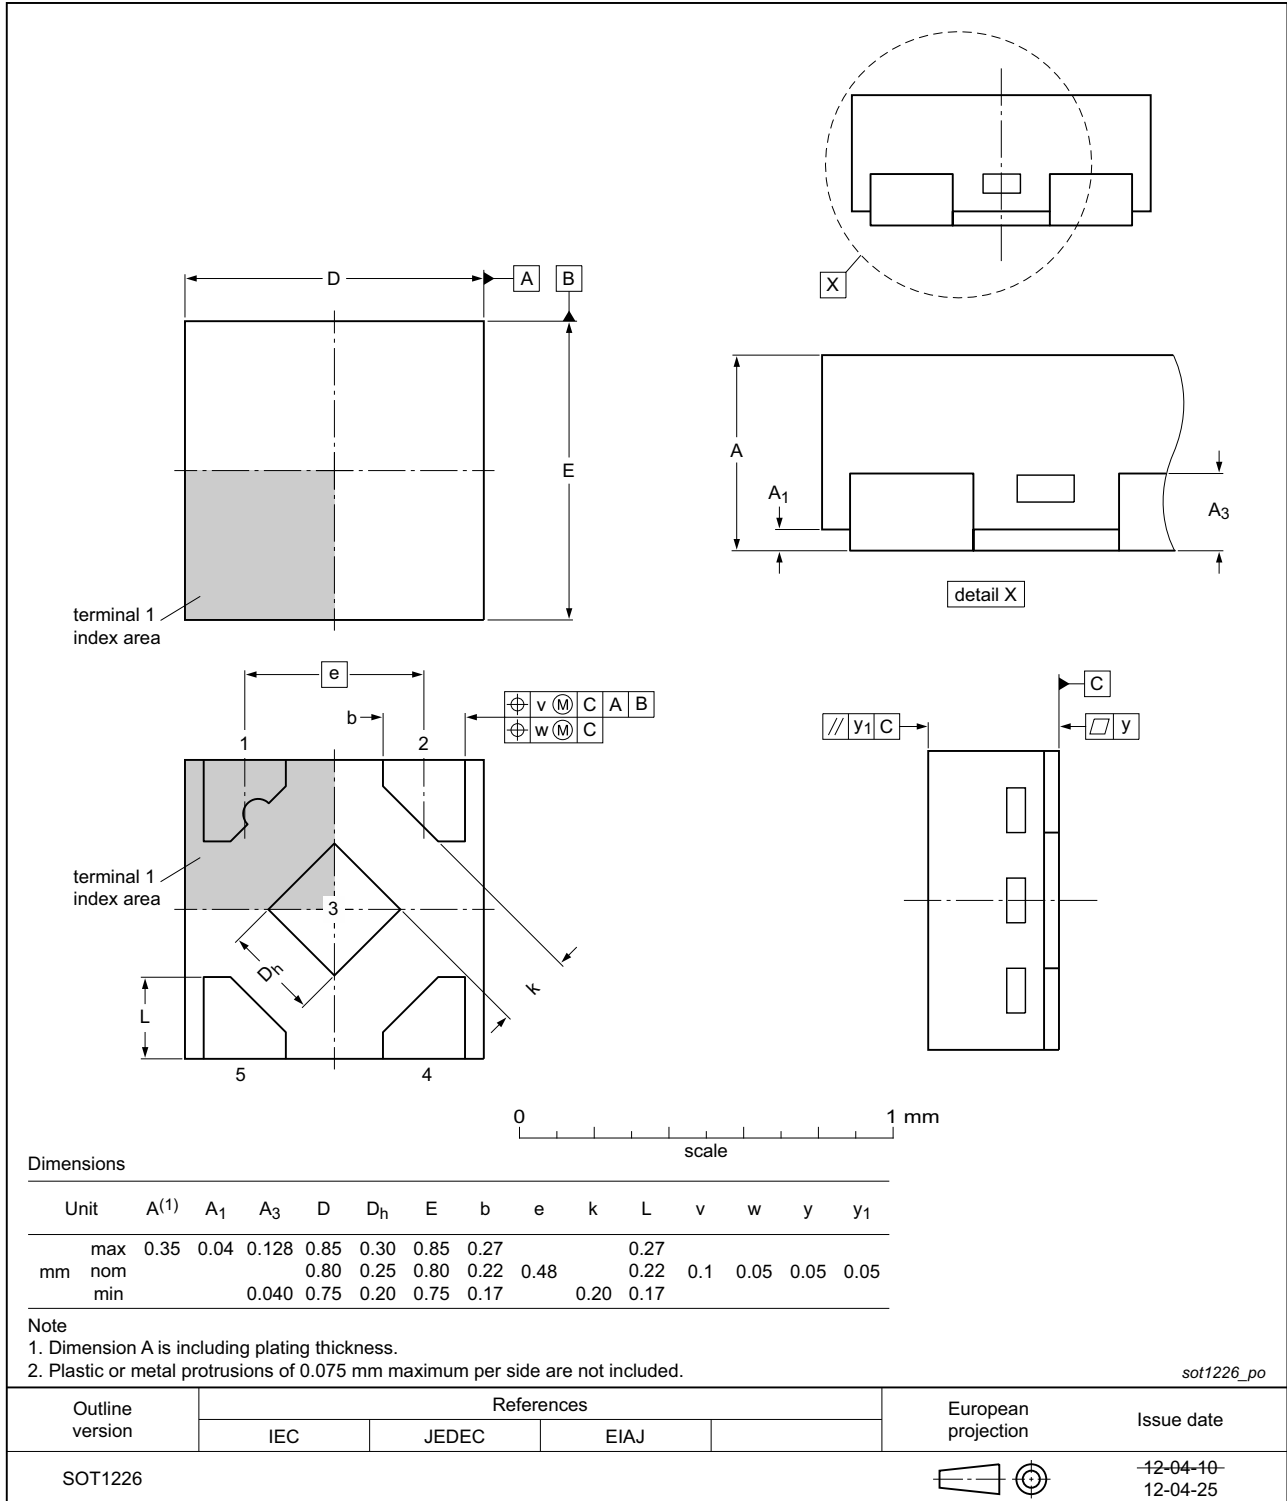 X
D A B
E
A
A1
A3
detail X
terminal 1
index area
e
b
v M C A B
w M C
1 2
terminal 1
index area
3
Dh
k
L
5 4
C
// y1 C
y
0 1 mm
scale
Dimensions
Unit A(1) A1 A3 D Dh E b e k L v w y y1
max 0.35 0.04 0.128 0.85 0.30 0.85 0.27 0.27
mm nom 0.80 0.25 0.80 0.22 0.48 0.22 0.1 0.05 0.05 0.05
min 0.040 0.75 0.20 0.75 0.17 0.20 0.17
Note
1. Dimension A is including plating thickness.
2. Plastic or metal protrusions of 0.075 mm maximum per side are not included.
sot1226_po
Outline version
References
IEC JEDEC EIAJ
European projection
Issue date
SOT1226
12-04-10
12-04-25